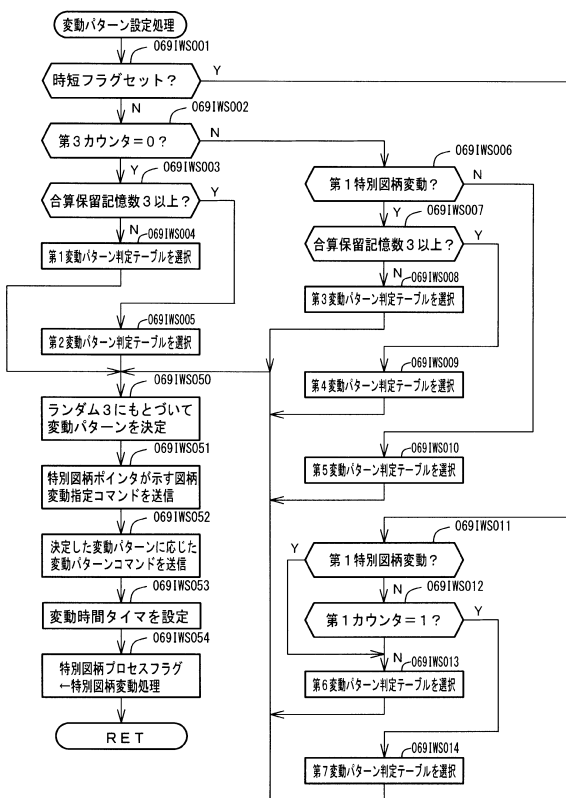 変動パターン設定処理
069IWS001
時短フラグセット？
Y
N
069IWS002
第3カウンタ=0？
N
Y
069IWS003
合算保留記憶数3以上？
Y
N
069IWS004
第1変動パターン判定テーブルを選択
069IWS005
第2変動パターン判定テーブルを選択
069IWS050
ランダム3にもとづいて
変動パターンを決定
069IWS051
特別図柄ポインタが示す図柄
変動指定コマンドを送信
069IWS052
決定した変動パターンに応じた
変動パターンコマンドを送信
069IWS053
変動時間タイマを設定
069IWS054
特別図柄プロセスフラグ
←特別図柄変動処理
RET
069IWS006
第1特別図柄変動？
N
Y
069IWS007
合算保留記憶数3以上？
Y
N
069IWS008
第3変動パターン判定テーブルを選択
069IWS009
第4変動パターン判定テーブルを選択
069IWS010
第5変動パターン判定テーブルを選択
069IWS011
第1特別図柄変動？
Y
N
069IWS012
第1カウンタ=1？
Y
N
069IWS013
第6変動パターン判定テーブルを選択
069IWS014
第7変動パターン判定テーブルを選択